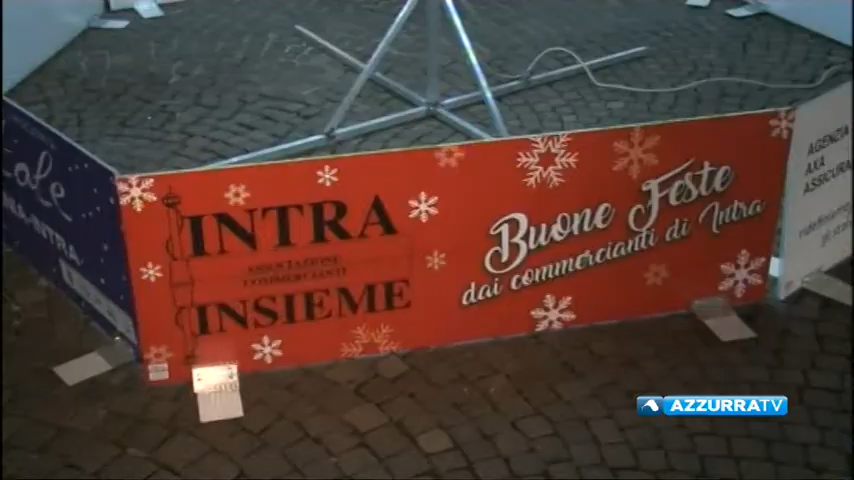 INTRA
ASSOCIAZIONE
COMMERCIANTI
INSIEME
Buone Feste
dai commercianti di Intra
AGENZIA
AXA
ASSICURA
AZZURRATV